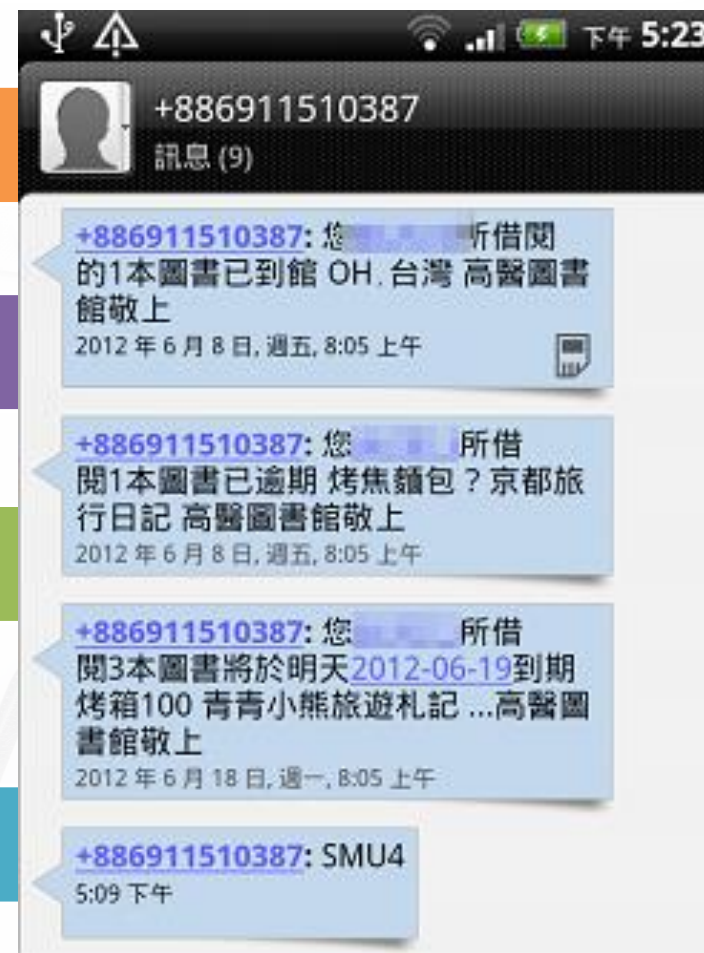 下午 5:23
+886911510387
訊息 (9)
+886911510387: 您 所借閱
的1本圖書已到館 OH. 台灣 高醫圖書
館敬上
2012 年 6 月 8 日, 週五, 8:05 上午
+886911510387: 您 所借
閱1本圖書已逾期 烤焦麵包？京都旅
行日記 高醫圖書館敬上
2012 年 6 月 8 日, 週五, 8:05 上午
+886911510387: 您 所借
閱3本圖書將於明天2012-06-19到期
烤箱100 青青小熊旅遊札記 ...高醫圖
書館敬上
2012 年 6 月 18 日, 週一, 8:05 上午
+886911510387: SMU4
5:09 下午